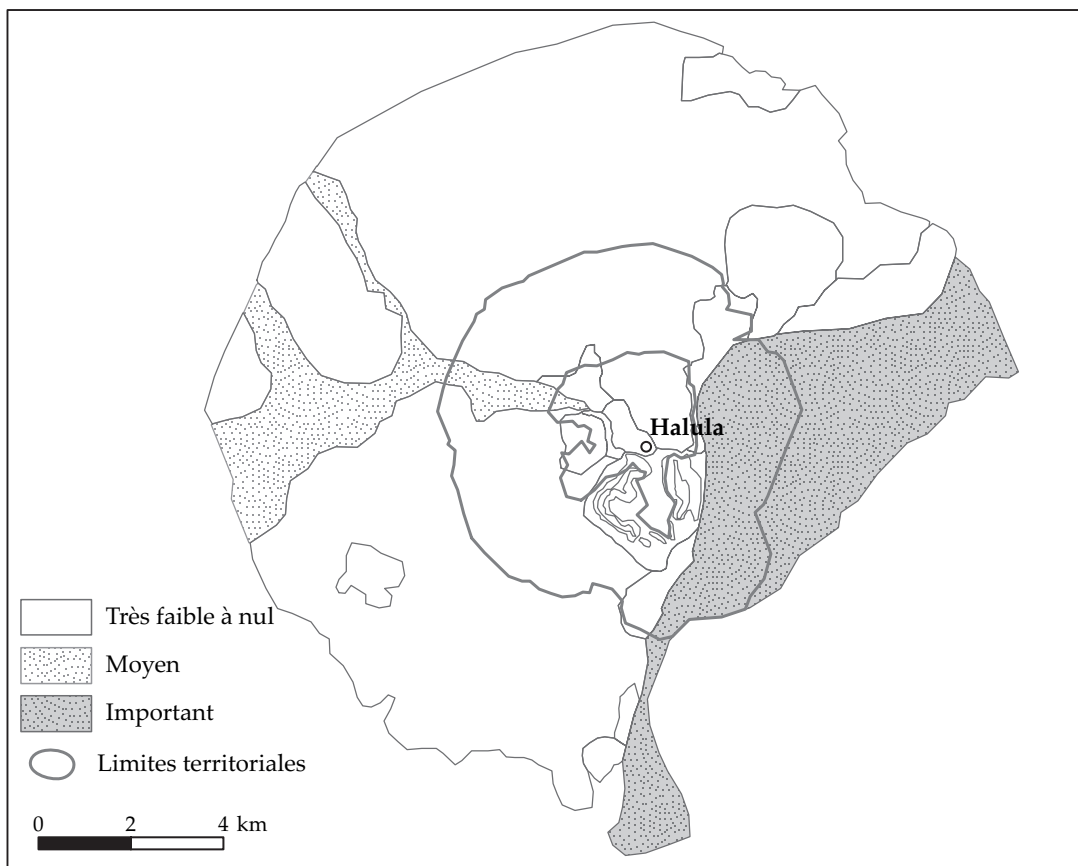 Halula
Très faible à nul
Moyen
Important
Limites territoriales
0 2 4 km